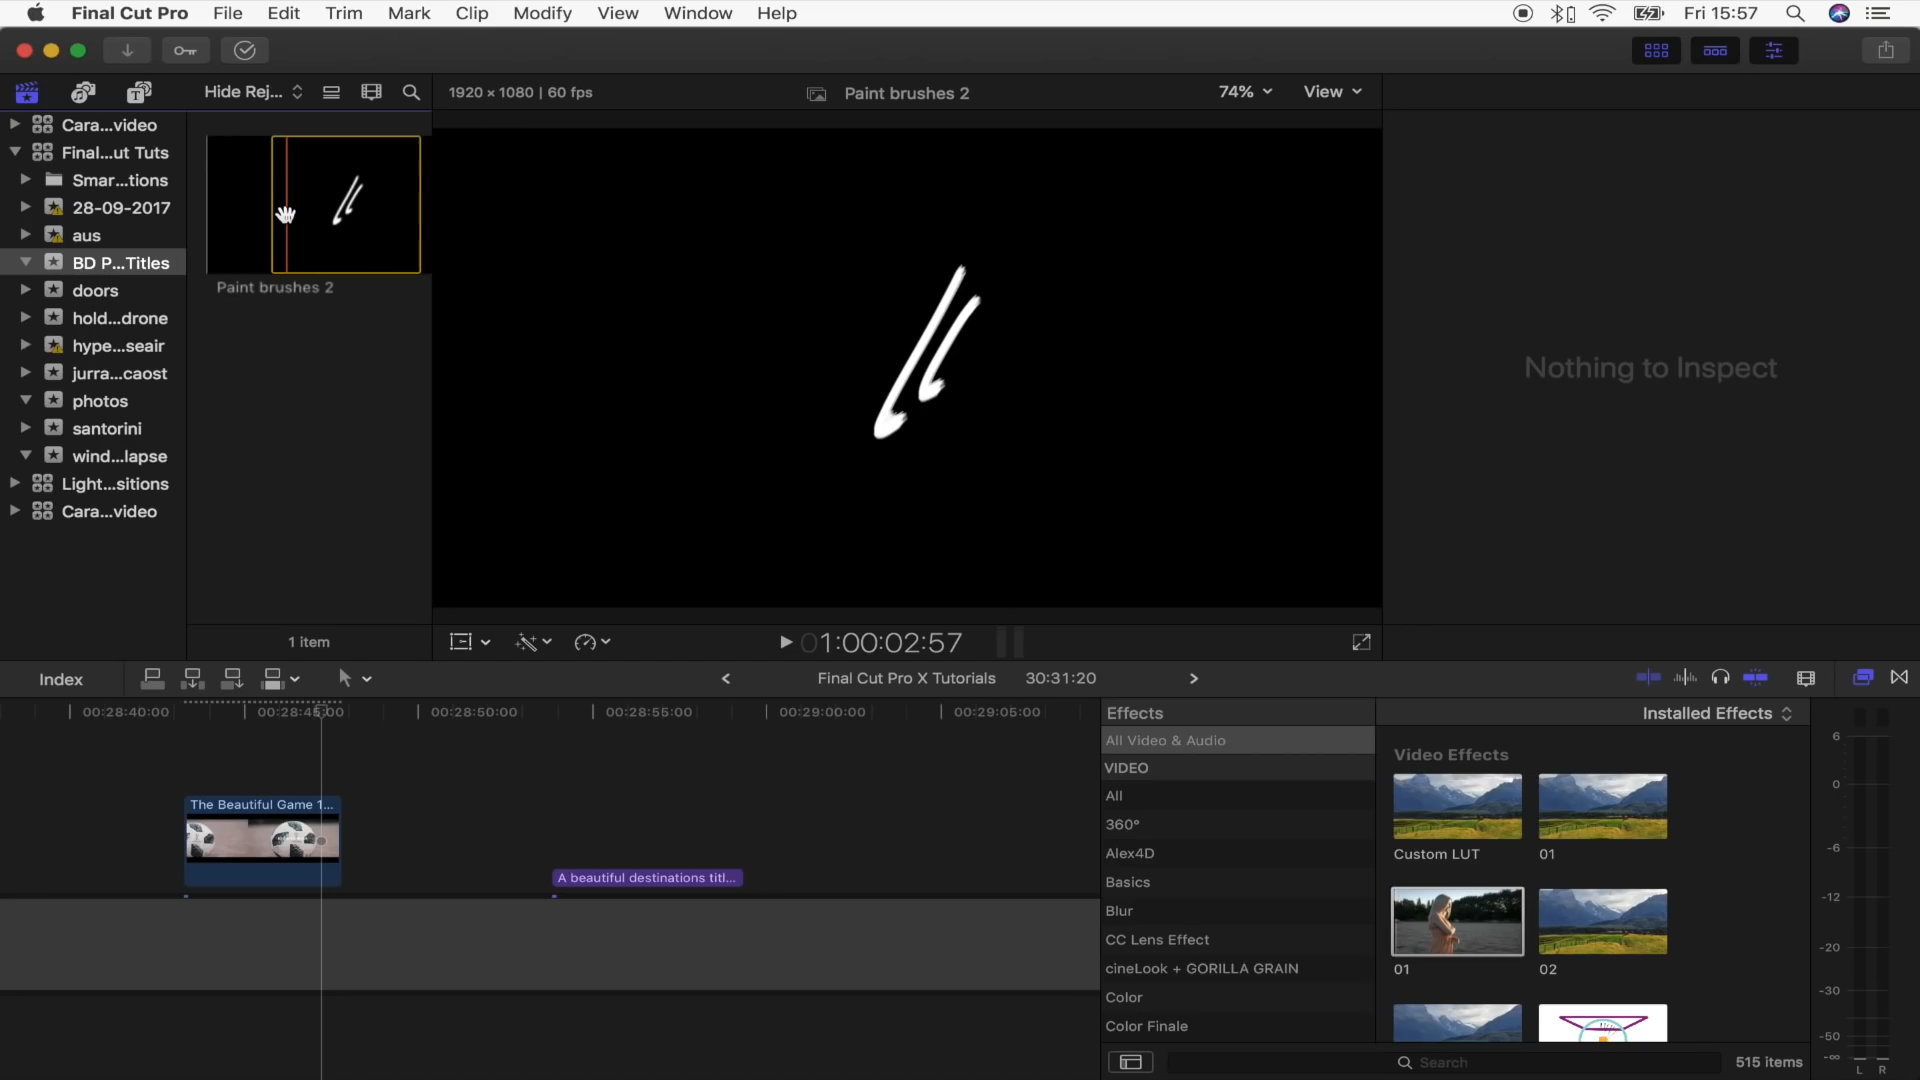 Final Cut Pro File Edit Trim Mark Clip Modify View Window Help Fri 15:57
Hide Rej... 1920 × 1080 | 60 fps Paint brushes 2 74% View
Cara...video
Final...ut Tuts
Smar...tions
28-09-2017
aus
BD P...Titles
doors
hold...drone
hype...seair
jurra...caost
photos
santorini
wind...lapse
Light...sitions
Cara...video
Paint brushes 2
1 item
Nothing to Inspect
01:00:02:57
Index Final Cut Pro X Tutorials 30:31:20
00:28:40:00 00:28:45:00 00:28:50:00 00:28:55:00 00:29:00:00 00:29:05:00
The Beautiful Game 1...
A beautiful destinations titl...
Effects Installed Effects
All Video & Audio
VIDEO
All
360°
Alex4D
Basics
Blur
CC Lens Effect
cineLook + GORILLA GRAIN
Color
Color Finale
Video Effects
Custom LUT 01
01 02
Search 515 items
6
0
-6
-12
-20
-30
-50
-∞
L R